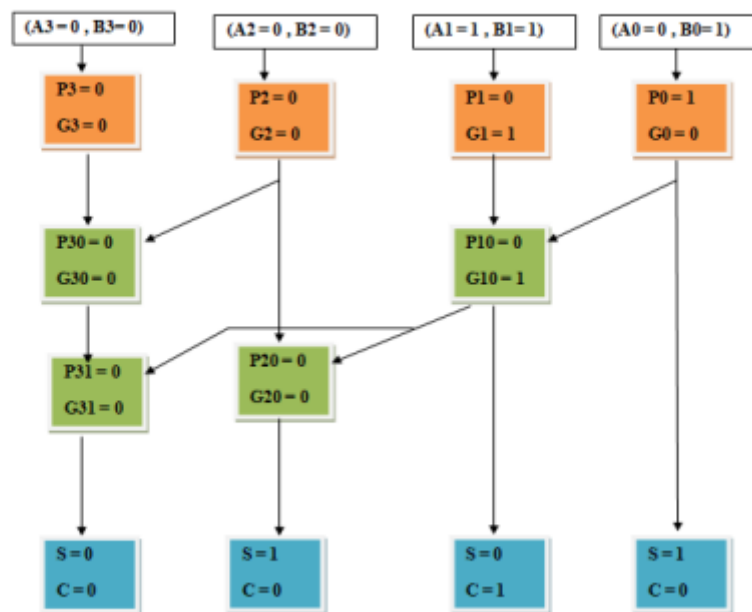 (A3 = 0 , B3= 0)
(A2 = 0 , B2 = 0)
(A1 = 1 , B1= 1)
(A0 = 0 , B0= 1)
P3 = 0
G3 = 0
P2 = 0
G2 = 0
P1 = 0
G1 = 1
P0 = 1
G0 = 0
P30 = 0
G30 = 0
P10 = 0
G10 = 1
P31 = 0
G31 = 0
P20 = 0
G20 = 0
S = 0
C = 0
S = 1
C = 0
S = 0
C = 1
S = 1
C = 0